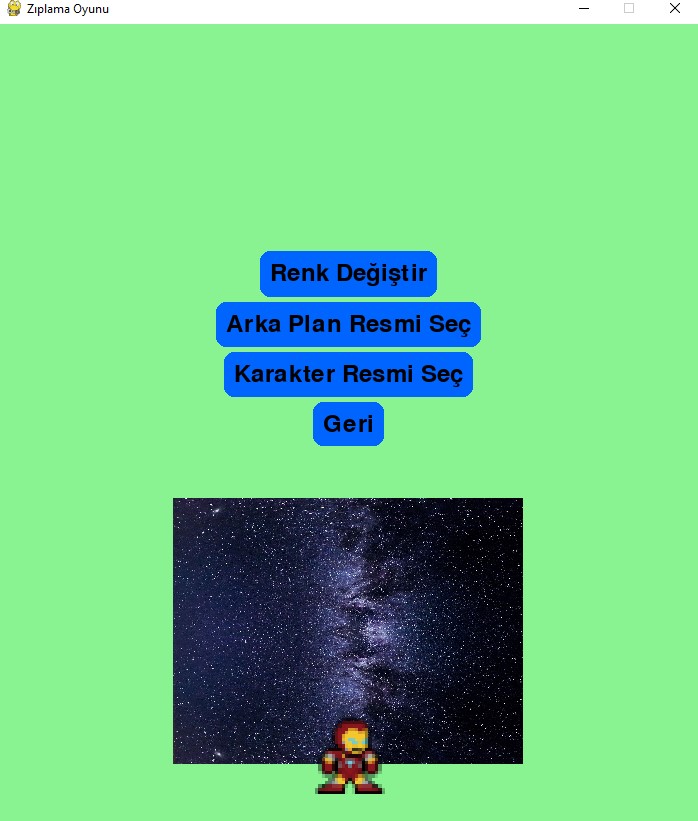 Zıplama Oyunu
Renk Değiştir
Arka Plan Resmi Seç
Karakter Resmi Seç
Geri